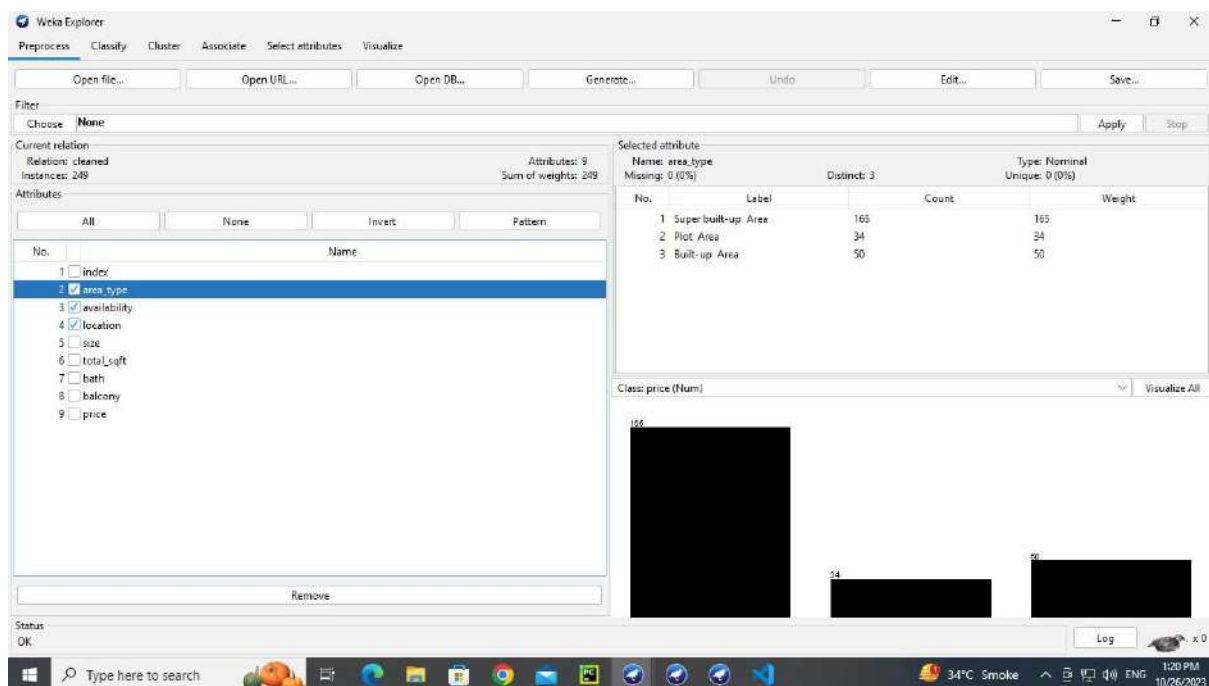 Weka Explorer
Preprocess Classify Cluster Associate Select attributes Visualize
Open file... Open URL... Open DB... Generate... Undo Edit... Save...
Filter
Choose None Apply Stop
Current relation
Relation: cleaned Attributes: 9
Instances: 249 Sum of weights: 249
Selected attribute
Name: area_type Type: Nominal
Missing: 0 (0%) Distinct: 3 Unique: 0 (0%)
Attributes
All None Invert Pattern
No. Name
1 index
2 area_type
3 availability
4 location
5 size
6 total_sqft
7 bath
8 balcony
9 price
Remove
No. Label Count Weight
1 Super built-up Area 165 165
2 Plot Area 34 34
3 Built-up Area 50 50
Class: price (Num) Visualize All
34
50
Status
OK
Log x 0
Type here to search
PC
34°C Smoke ENG
1:20 PM
10/26/2023